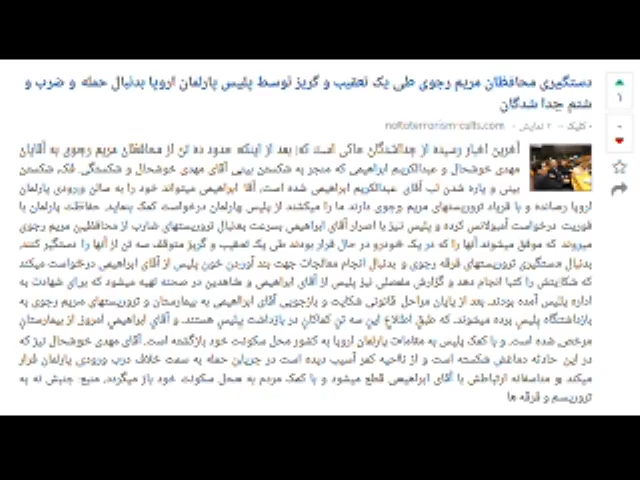 دستگیری محافظان مریم رجوی طی یک تعقیب و گریز توسط پلیس پارلمان اروپا بدنبال حمله و ضرب و
شتم جدا شدگان
۱
۰ کلیک - ۲ نمایش - nototerrorism-cults.com
آخرین اخبار رسیده از جداشدگان حاکی است که: بعد از اینکه حدود ده تن از محافظان مریم رجوی به آقایان
مهدی خوشحال و عبدالکریم ابراهیمی که منجر به شکستن بینی آقای مهدی خوشحال و شکستگی فک، شکستن
بینی و پاره شدن لب آقای عبدالکریم ابراهیمی شده است، آقا ابراهیمی میتواند خود را به سالن ورودی پارلمان
اروپا رسانده و با فریاد تروریستهای مریم رجوی دارند ما را میکشند از پلیس پارلمان درخواست کمک بنماید. حفاظت پارلمان با
فوریت درخواست آمبولانس کرده و پلیس نیز با اصرار آقای ابراهیمی بسرعت بدنبال تروریستهای ضارب از محافظین مریم رجوی
میروند که موفق میشوند آنها را که در یک خودرو در حال فرار بودند طی یک تعقیب و گریز متوقف سه تن از آنها را دستگیر کنند.
بدنبال دستگیری تروریستهای فرقه رجوی و بدنبال انجام معالجات جهت بند آوردن خون پلیس از آقای ابراهیمی درخواست میکند
که شکایتش را کتبا انجام دهد و گزارش مفصلی نیز پلیس از آقای ابراهیمی و شاهدین در صحنه تهیه میشود که برای شهادت به
اداره پلیس آمده بودند. بعد از پایان مراحل قانونی شکایت و بازجویی آقای ابراهیمی به بیمارستان و تروریستهای مریم رجوی به
بازداشتگاه پلیس برده میشوند. که طبق اطلاع این سه تن کماکان در بازداشت پلیس هستند. و آقای ابراهیمی امروز از بیمارستان
مرخص شده است. و با کمک پلیس به مقامات پارلمان اروپا به کشور محل سکونت خود بازگشته است. آقای مهدی خوشحال نیز که
در این حادثه دماغش شکسته است و از ناحیه کمر آسیب دیده است در جریان حمله به سمت خلاف درب ورودی پارلمان فرار
میکند و متاسفانه ارتباطش با آقای ابراهیمی قطع میشود و با کمک مردم به محل سکونت خود باز میگردند. منبع: جنبش نه به
تروریسم و فرقه ها